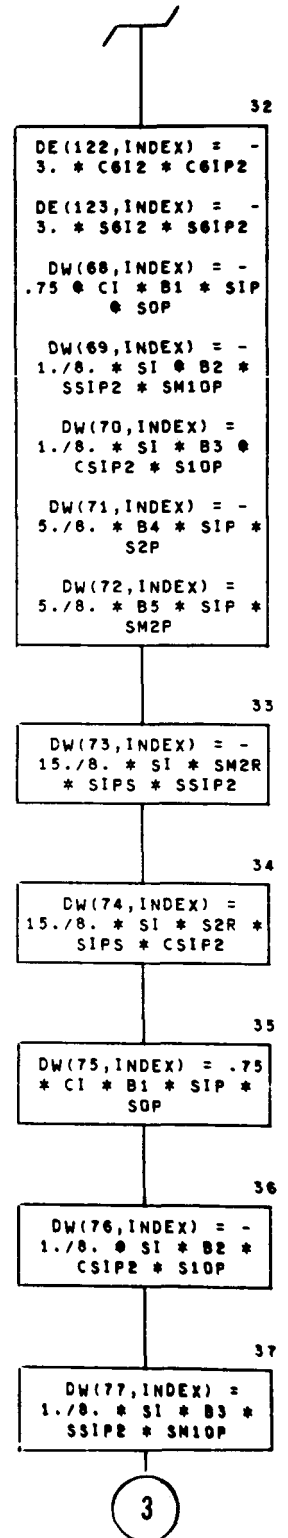 32
DE(122,INDEX) = -
3. * C6I2 * C6IP2
DE(123,INDEX) = -
3. * S6I2 * S6IP2
DW(68,INDEX) = -
.75 * CI * B1 * SIP
* SOP
DW(69,INDEX) = -
1./8. * SI * B2 *
SSIP2 * SM1OP
DW(70,INDEX) =
1./8. * SI * B3 *
CSIP2 * S1OP
DW(71,INDEX) = -
5./8. * B4 * SIP *
S2P
DW(72,INDEX) =
5./8. * B5 * SIP *
SM2P
33
DW(73,INDEX) = -
15./8. * SI * SM2R
* SIPS * SSIP2
34
DW(74,INDEX) =
15./8. * SI * S2R *
SIPS * CSIP2
35
DW(75,INDEX) = .75
* CI * B1 * SIP *
SOP
36
DW(76,INDEX) = -
1./8. * SI * B2 *
CSIP2 * S1OP
37
DW(77,INDEX) =
1./8. * SI * B3 *
SSIP2 * SM1OP
3